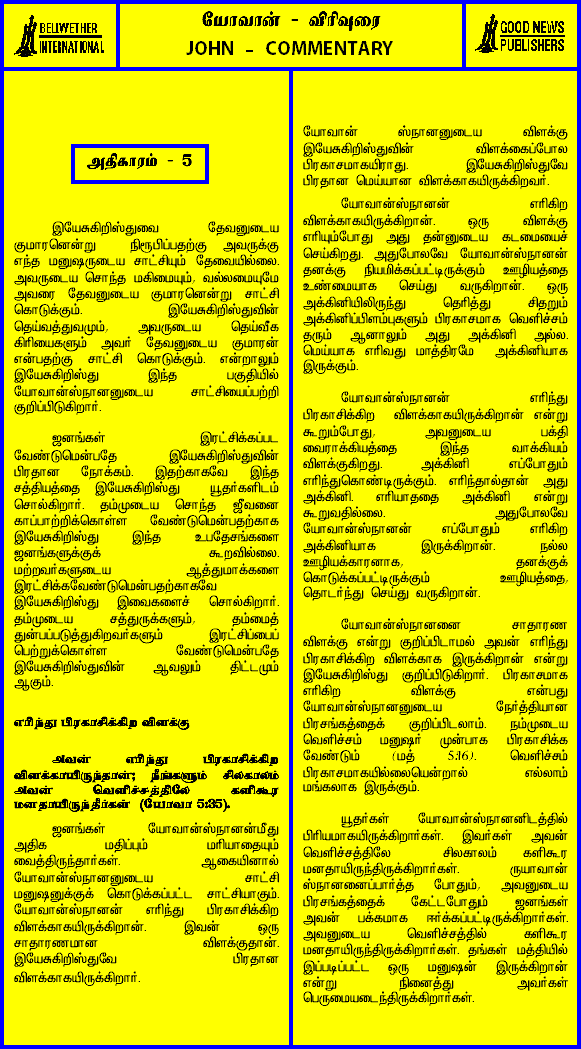 BELWETHER
INTERNATIONAL
யோவான் - விரிவுரை
JOHN - COMMENTARY
GOOD NEWS
PUBLISHERS
அதிகாரம் - 5
இயேசுகிறிஸ்துவை தேவனுடைய
குமாரனென்று நிரூபிப்பதற்கு அவருக்கு
எந்த மனுஷருடைய சாட்சியும் தேவையில்லை.
அவருடைய சொந்த மகிமையும், வல்லமையுமே
அவரை தேவனுடைய குமாரனென்று சாட்சி
கொடுக்கும். இயேசுகிறிஸ்துவின்
தெய்வத்துவமும், அவருடைய தெய்வீக
கிரியைகளும் அவர் தேவனுடைய குமாரன்
என்பதற்கு சாட்சி கொடுக்கும். என்றாலும்
இயேசுகிறிஸ்து இந்த பகுதியில்
யோவான்ஸ்நானனுடைய சாட்சியைப்பற்றி
குறிப்பிடுகிறார்.
ஜனங்கள் இரட்சிக்கப்பட
வேண்டுமென்பதே இயேசுகிறிஸ்துவின்
பிரதான நோக்கம். இதற்காகவே இந்த
சத்தியத்தை இயேசுகிறிஸ்து யூதர்களிடம்
சொல்கிறார். தம்முடைய சொந்த ஜீவனை
காப்பாற்றிக்கொள்ள வேண்டுமென்பதற்காக
இயேசுகிறிஸ்து இந்த உபதேசங்களை
ஜனங்களுக்குக் கூறவில்லை.
மற்றவர்களுடைய ஆத்துமாக்களை
இரட்சிக்கவேண்டுமென்பதற்காகவே
இயேசுகிறிஸ்து இவைகளைச் சொல்கிறார்.
தம்முடைய சத்துருக்களும், தம்மைத்
துன்பப்படுத்துகிறவர்களும் இரட்சிப்பைப்
பெற்றுக்கொள்ள வேண்டுமென்பதே
இயேசுகிறிஸ்துவின் ஆவலும் திட்டமும்
ஆகும்.
எரிந்து பிரகாசிக்கிற விளக்கு
அவன் எரிந்து பிரகாசிக்கிற
விளக்காயிருந்தான்; நீங்களும் சிலகாலம்
அவன் வெளிச்சத்திலே களிகூர
மனதாயிருந்தீர்கள் (யோவா 5:35).
ஜனங்கள் யோவான்ஸ்நானன்மீது
அதிக மதிப்பும் மரியாதையும்
வைத்திருந்தார்கள். ஆகையினால்
யோவான்ஸ்நானனுடைய சாட்சி
மனுஷனுக்குக் கொடுக்கப்பட்ட சாட்சியாகும்.
யோவான்ஸ்நானன் எரிந்து பிரகாசிக்கிற
விளக்காகயிருக்கிறான். இவன் ஒரு
சாதாரணமான விளக்குதான்.
இயேசுகிறிஸ்துவே பிரதான
விளக்காகயிருக்கிறார்.
யோவான் ஸ்நானனுடைய விளக்கு
இயேசுகிறிஸ்துவின் விளக்கைப்போல
பிரகாசமாகயிராது. இயேசுகிறிஸ்துவே
பிரதான மெய்யான விளக்காகயிருக்கிறவர்.
யோவான்ஸ்நானன் எரிகிற
விளக்காகயிருக்கிறான். ஒரு விளக்கு
எரியும்போது அது தன்னுடைய கடமையைச்
செய்கிறது. அதுபோலவே யோவான்ஸ்நானன்
தனக்கு நியமிக்கப்பட்டிருக்கும் ஊழியத்தை
உண்மையாக செய்து வருகிறான். ஒரு
அக்கினியிலிருந்து தெரித்து சிதறும்
அக்கினிப்பிளம்புகளும் பிரகாசமாக வெளிச்சம்
தரும் ஆனாலும் அது அக்கினி அல்ல.
மெய்யாக எரிவது மாத்திரமே அக்கினியாக
இருக்கும்.
யோவான்ஸ்நானன் எரிந்து
பிரகாசிக்கிற விளக்காகயிருக்கிறான் என்று
கூறும்போது, அவனுடைய பக்தி
வைராக்கியத்தை இந்த வாக்கியம்
விளக்குகிறது. அக்கினி எப்போதும்
எரிந்துகொண்டிருக்கும். எரிந்தால்தான் அது
அக்கினி. எரியாததை அக்கினி என்று
கூறுவதில்லை. அதுபோலவே
யோவான்ஸ்நானன் எப்போதும் எரிகிற
அக்கினியாக இருக்கிறான். நல்ல
ஊழியக்காரனாக, தனக்குக்
கொடுக்கப்பட்டிருக்கும் ஊழியத்தை,
தொடர்ந்து செய்து வருகிறான்.
யோவான்ஸ்நானனை சாதாரண
விளக்கு என்று குறிப்பிடாமல் அவன் எரிந்து
பிரகாசிக்கிற விளக்காக இருக்கிறான் என்று
இயேசுகிறிஸ்து குறிப்பிடுகிறார். பிரகாசமாக
எரிகிற விளக்கு என்பது
யோவான்ஸ்நானனுடைய நேர்த்தியான
பிரசங்கத்தைக் குறிப்பிடலாம். நம்முடைய
வெளிச்சம் மனுஷர் முன்பாக பிரகாசிக்க
வேண்டும் (மத் 5:16). வெளிச்சம்
பிரகாசமாகயில்லையென்றால் எல்லாம்
மங்கலாக இருக்கும்.
யூதர்கள் யோவான்ஸ்நானனிடத்தில்
பிரியமாகயிருக்கிறார்கள். இவர்கள் அவன்
வெளிச்சத்திலே சிலகாலம் களிகூர
மனதாயிருந்திருக்கிறார்கள். ருயாவான்
ஸ்நானனைப்பார்த்த போதும், அவனுடைய
பிரசங்கத்தைக் கேட்டபோதும் ஜனங்கள்
அவன் பக்கமாக ஈர்க்கப்பட்டிருக்கிறார்கள்.
அவனுடைய வெளிச்சத்தில் களிகூர
மனதாயிருந்திருக்கிறார்கள். தங்கள் மத்தியில்
இப்படிப்பட்ட ஒரு மனுஷன் இருக்கிறான்
என்று நினைத்து அவர்கள்
பெருமையடைந்திருக்கிறார்கள்.